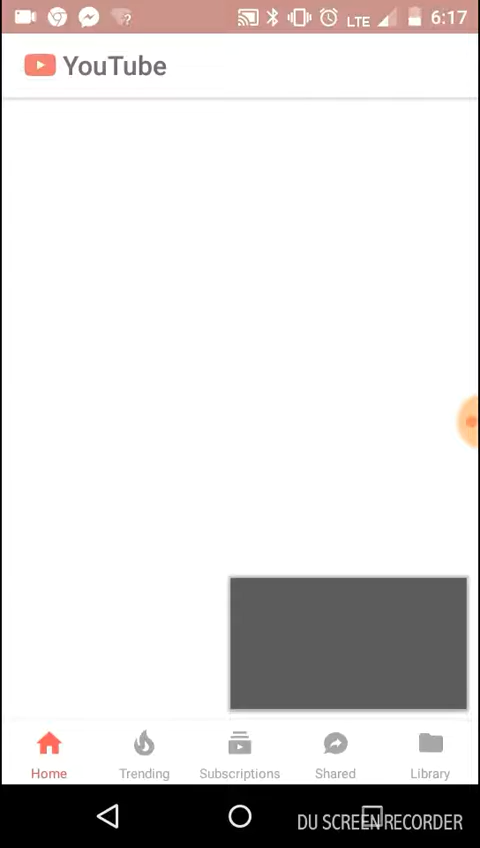 LTE 6:17
YouTube
Home Trending Subscriptions Shared Library
DU SCREEN RECORDER